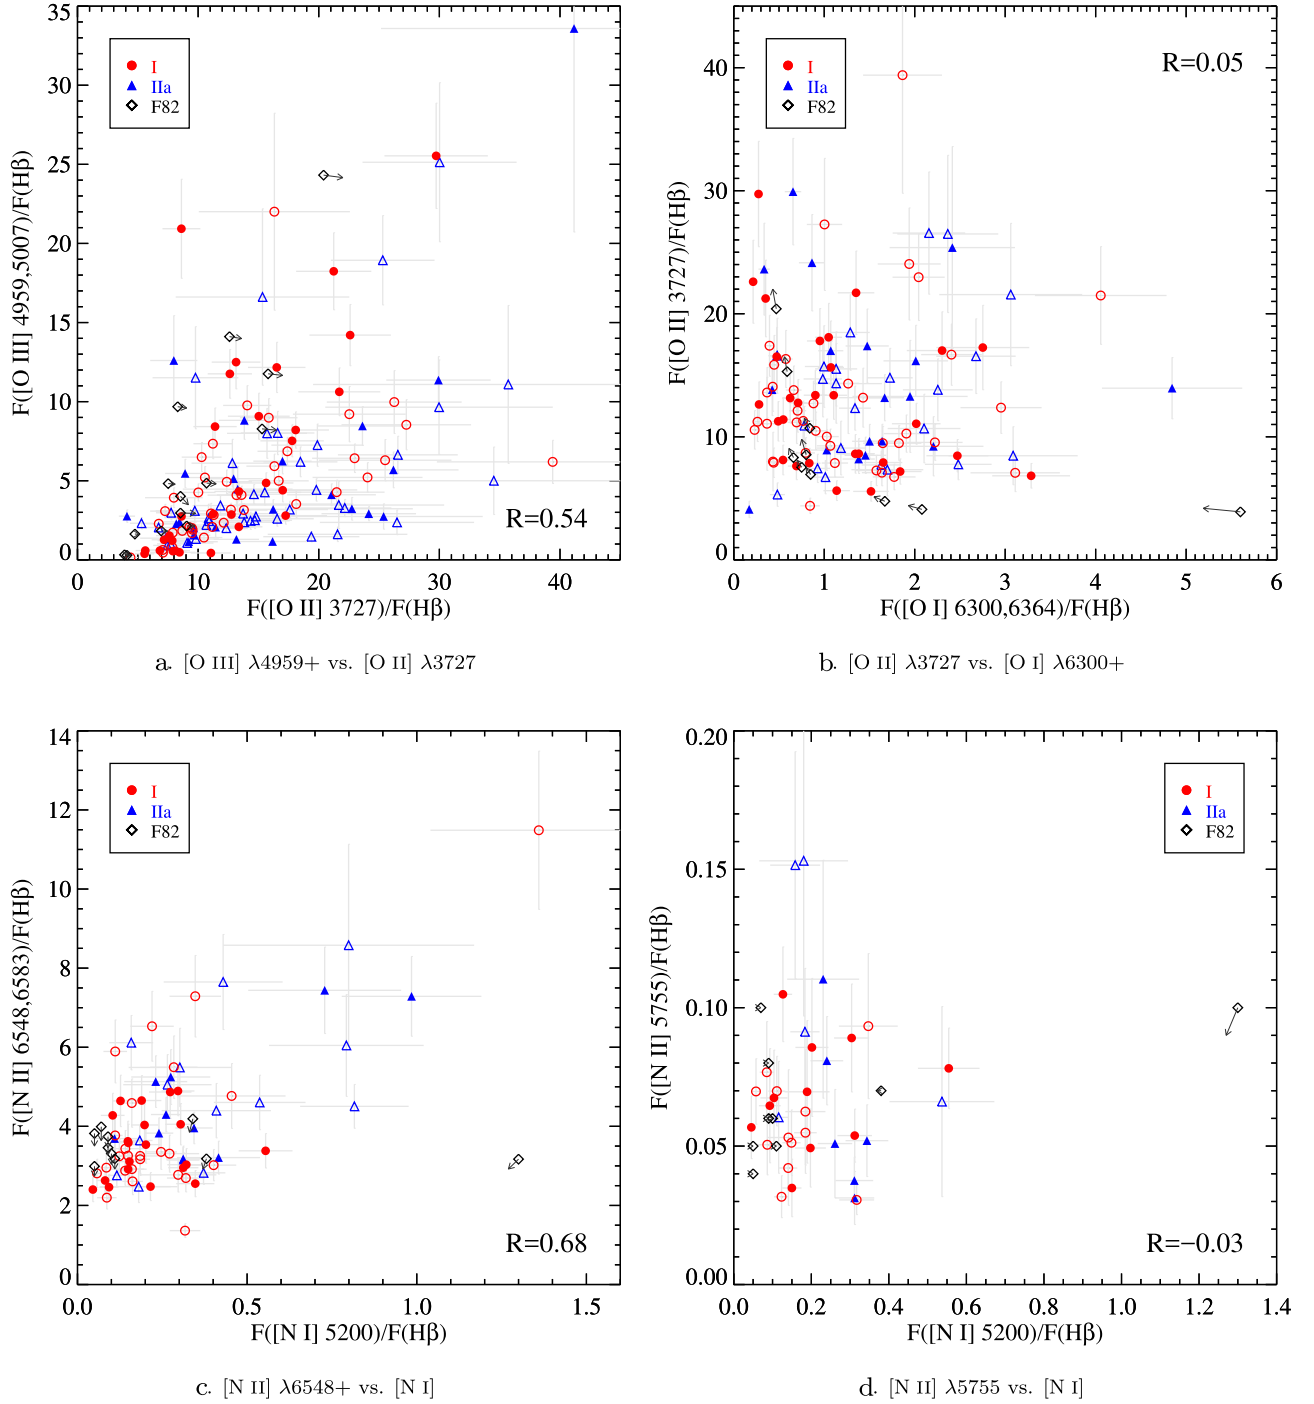 F([O III] 4959,5007)/F(Hβ)
35
30
25
20
15
10
5
0
I
IIa
F82
R=0.54
0 10 20 30 40
F([O II] 3727)/F(Hβ)
a. [O III] λ4959+ vs. [O II] λ3727
F([O II] 3727)/F(Hβ)
40
30
20
10
0
I
IIa
F82
R=0.05
0 1 2 3 4 5 6
F([O I] 6300,6364)/F(Hβ)
b. [O II] λ3727 vs. [O I] λ6300+
F([N II] 6548,6583)/F(Hβ)
14
12
10
8
6
4
2
0
I
IIa
F82
R=0.68
0.0 0.5 1.0 1.5
F([N I] 5200)/F(Hβ)
c. [N II] λ6548+ vs. [N I]
F([N II] 5755)/F(Hβ)
0.20
0.15
0.10
0.05
0.00
I
IIa
F82
R=−0.03
0.0 0.2 0.4 0.6 0.8 1.0 1.2 1.4
F([N I] 5200)/F(Hβ)
d. [N II] λ5755 vs. [N I]